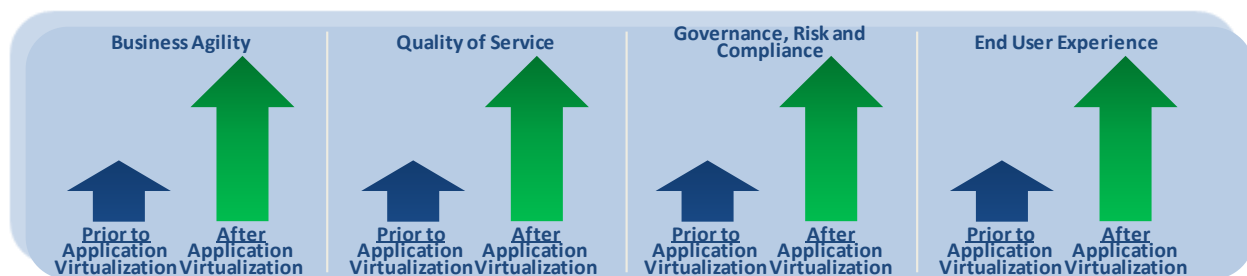 Business Agility
Prior to
Application
Virtualization
After
Application
Virtualization
Quality of Service
Prior to
Application
Virtualization
After
Application
Virtualization
Governance, Risk and
Compliance
Prior to
Application
Virtualization
After
Application
Virtualization
End User Experience
Prior to
Application
Virtualization
After
Application
Virtualization